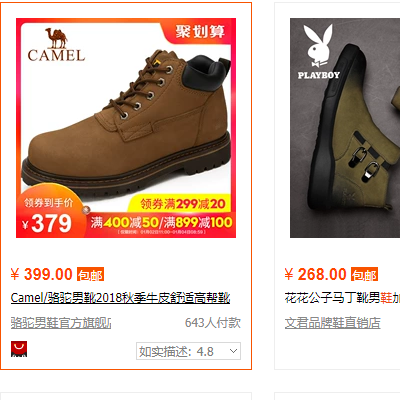 聚划算
CAMEL
领券到手价
¥379
领券满299减20
满400减50/满899减100
¥ 399.00 包邮
Camel/骆驼男靴2018秋季牛皮舒适高帮靴
骆驼男鞋官方旗舰店
643人付款
如实描述: 4.8
PLAYBOY
¥ 268.00 包邮
花花公子马丁靴男鞋加
文君品牌鞋直销店